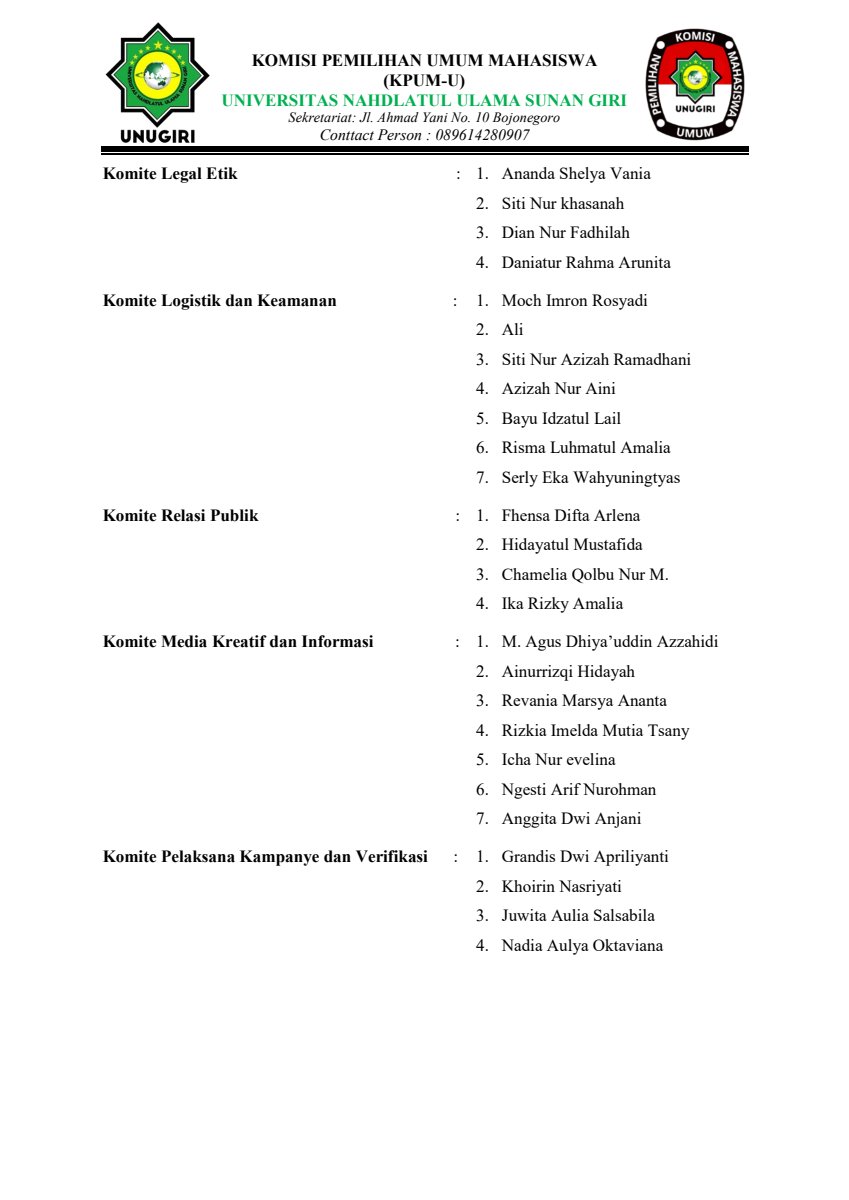 KOMISI PEMILIHAN UMUM MAHASISWA
(KPUM-U)
UNIVERSITAS NAHDLATUL ULAMA SUNAN GIRI
Sekretariat: Jl. Ahmad Yani No. 10 Bojonegoro
Conttact Person : 089614280907
UNIVERSITAS NAHDLATUL ULAMA SUNAN GIRI
UNUGIRI
KOMISI
PEMILIHAN
MAHASISWA
UNUGIRI
UMUM
Komite Legal Etik : 1. Ananda Shelya Vania
2. Siti Nur khasanah
3. Dian Nur Fadhilah
4. Daniatur Rahma Arunita
Komite Logistik dan Keamanan : 1. Moch Imron Rosyadi
2. Ali
3. Siti Nur Azizah Ramadhani
4. Azizah Nur Aini
5. Bayu Idzatul Lail
6. Risma Luhmatul Amalia
7. Serly Eka Wahyuningtyas
Komite Relasi Publik : 1. Fhensa Difta Arlena
2. Hidayatul Mustafida
3. Chamelia Qolbu Nur M.
4. Ika Rizky Amalia
Komite Media Kreatif dan Informasi : 1. M. Agus Dhiya’uddin Azzahidi
2. Ainurrizqi Hidayah
3. Revania Marsya Ananta
4. Rizkia Imelda Mutia Tsany
5. Icha Nur evelina
6. Ngesti Arif Nurohman
7. Anggita Dwi Anjani
Komite Pelaksana Kampanye dan Verifikasi : 1. Grandis Dwi Apriliyanti
2. Khoirin Nasriyati
3. Juwita Aulia Salsabila
4. Nadia Aulya Oktaviana